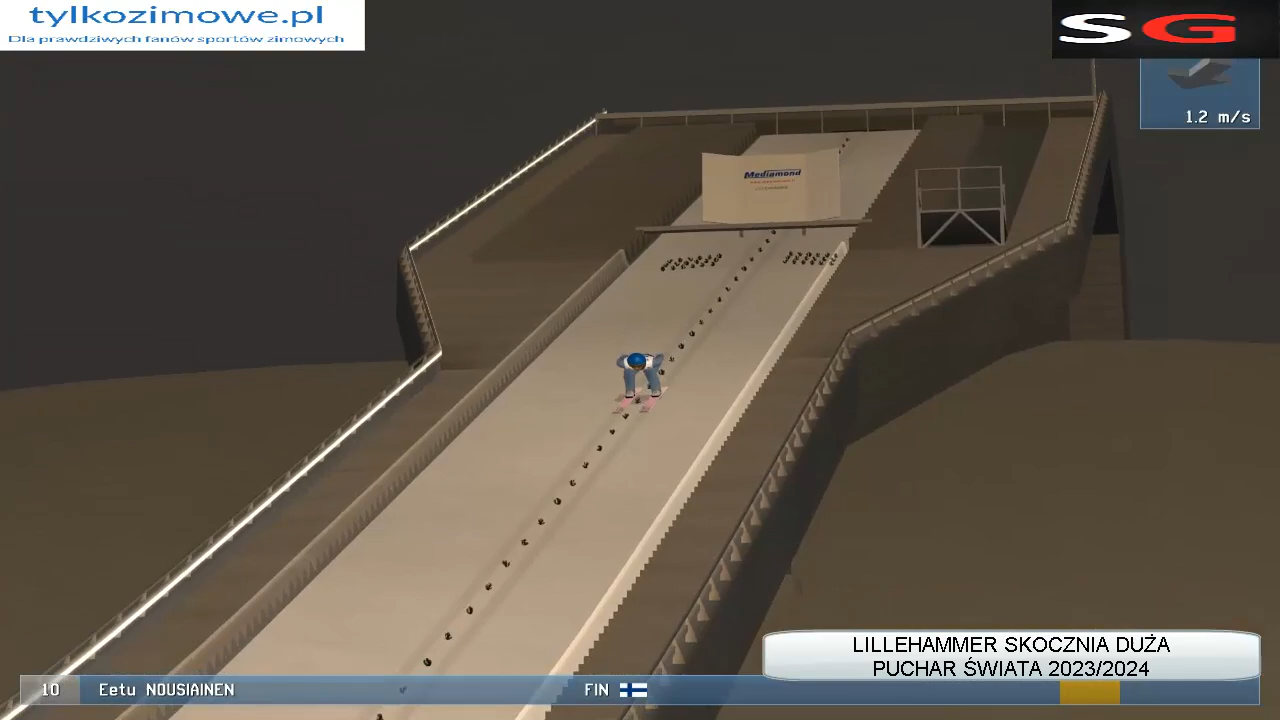 tylkozimowe.pl
Dla prawdziwych fanów sportów zimowych
SG
1.2 m/s
Mediamond
LILLEHAMMER SKOCZNIA DUŻA
PUCHAR ŚWIATA 2023/2024
10 Eetu NOUSIAINEN FIN